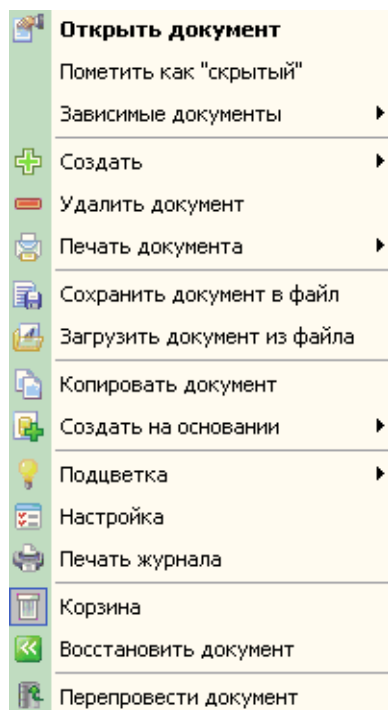 Открыть документ
Пометить как "скрытый"
Зависимые документы
Создать
Удалить документ
Печать документа
Сохранить документ в файл
Загрузить документ из файла
Копировать документ
Создать на основании
Подцветка
Настройка
Печать журнала
Корзина
Восстановить документ
Перепровести документ